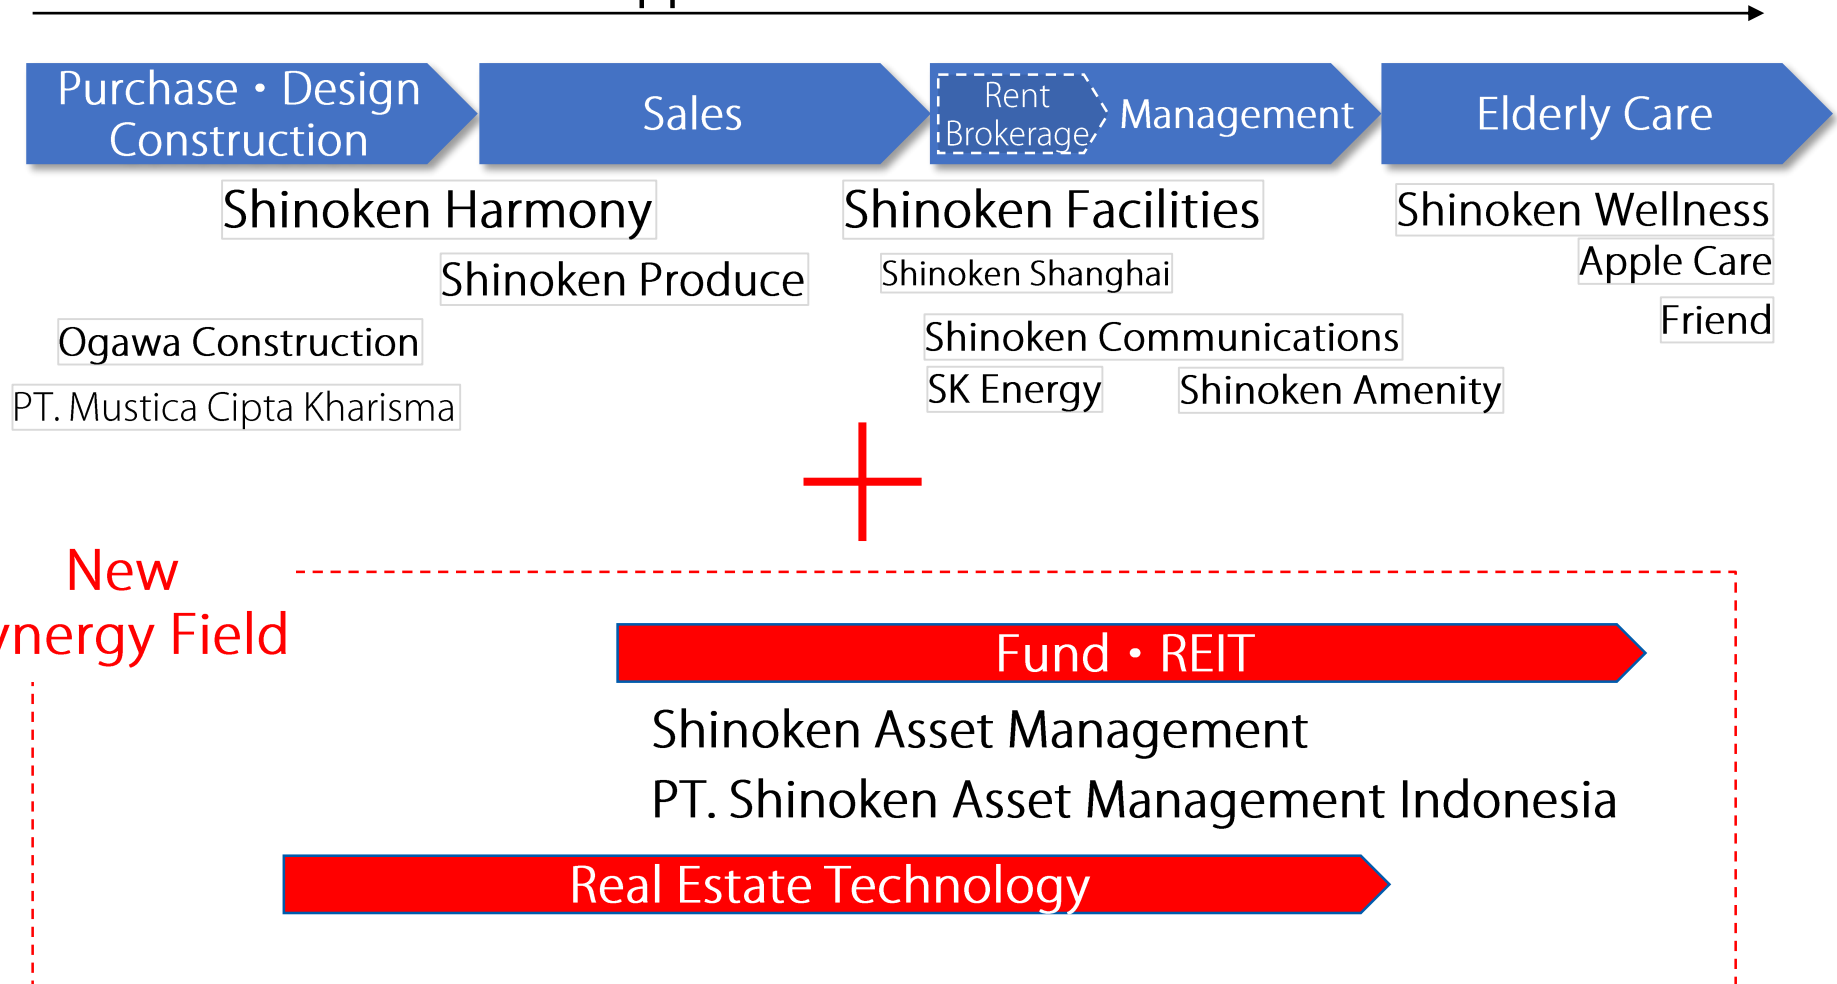 Purchase・Design
Construction
Sales
Rent
Brokerage
Management
Elderly Care
Shinoken Harmony
Shinoken Facilities
Shinoken Wellness
Shinoken Produce
Shinoken Shanghai
Apple Care
Ogawa Construction
Shinoken Communications
Friend
PT. Mustica Cipta Kharisma
SK Energy
Shinoken Amenity
New
ynergy Field
Fund・REIT
Shinoken Asset Management
PT. Shinoken Asset Management Indonesia
Real Estate Technology